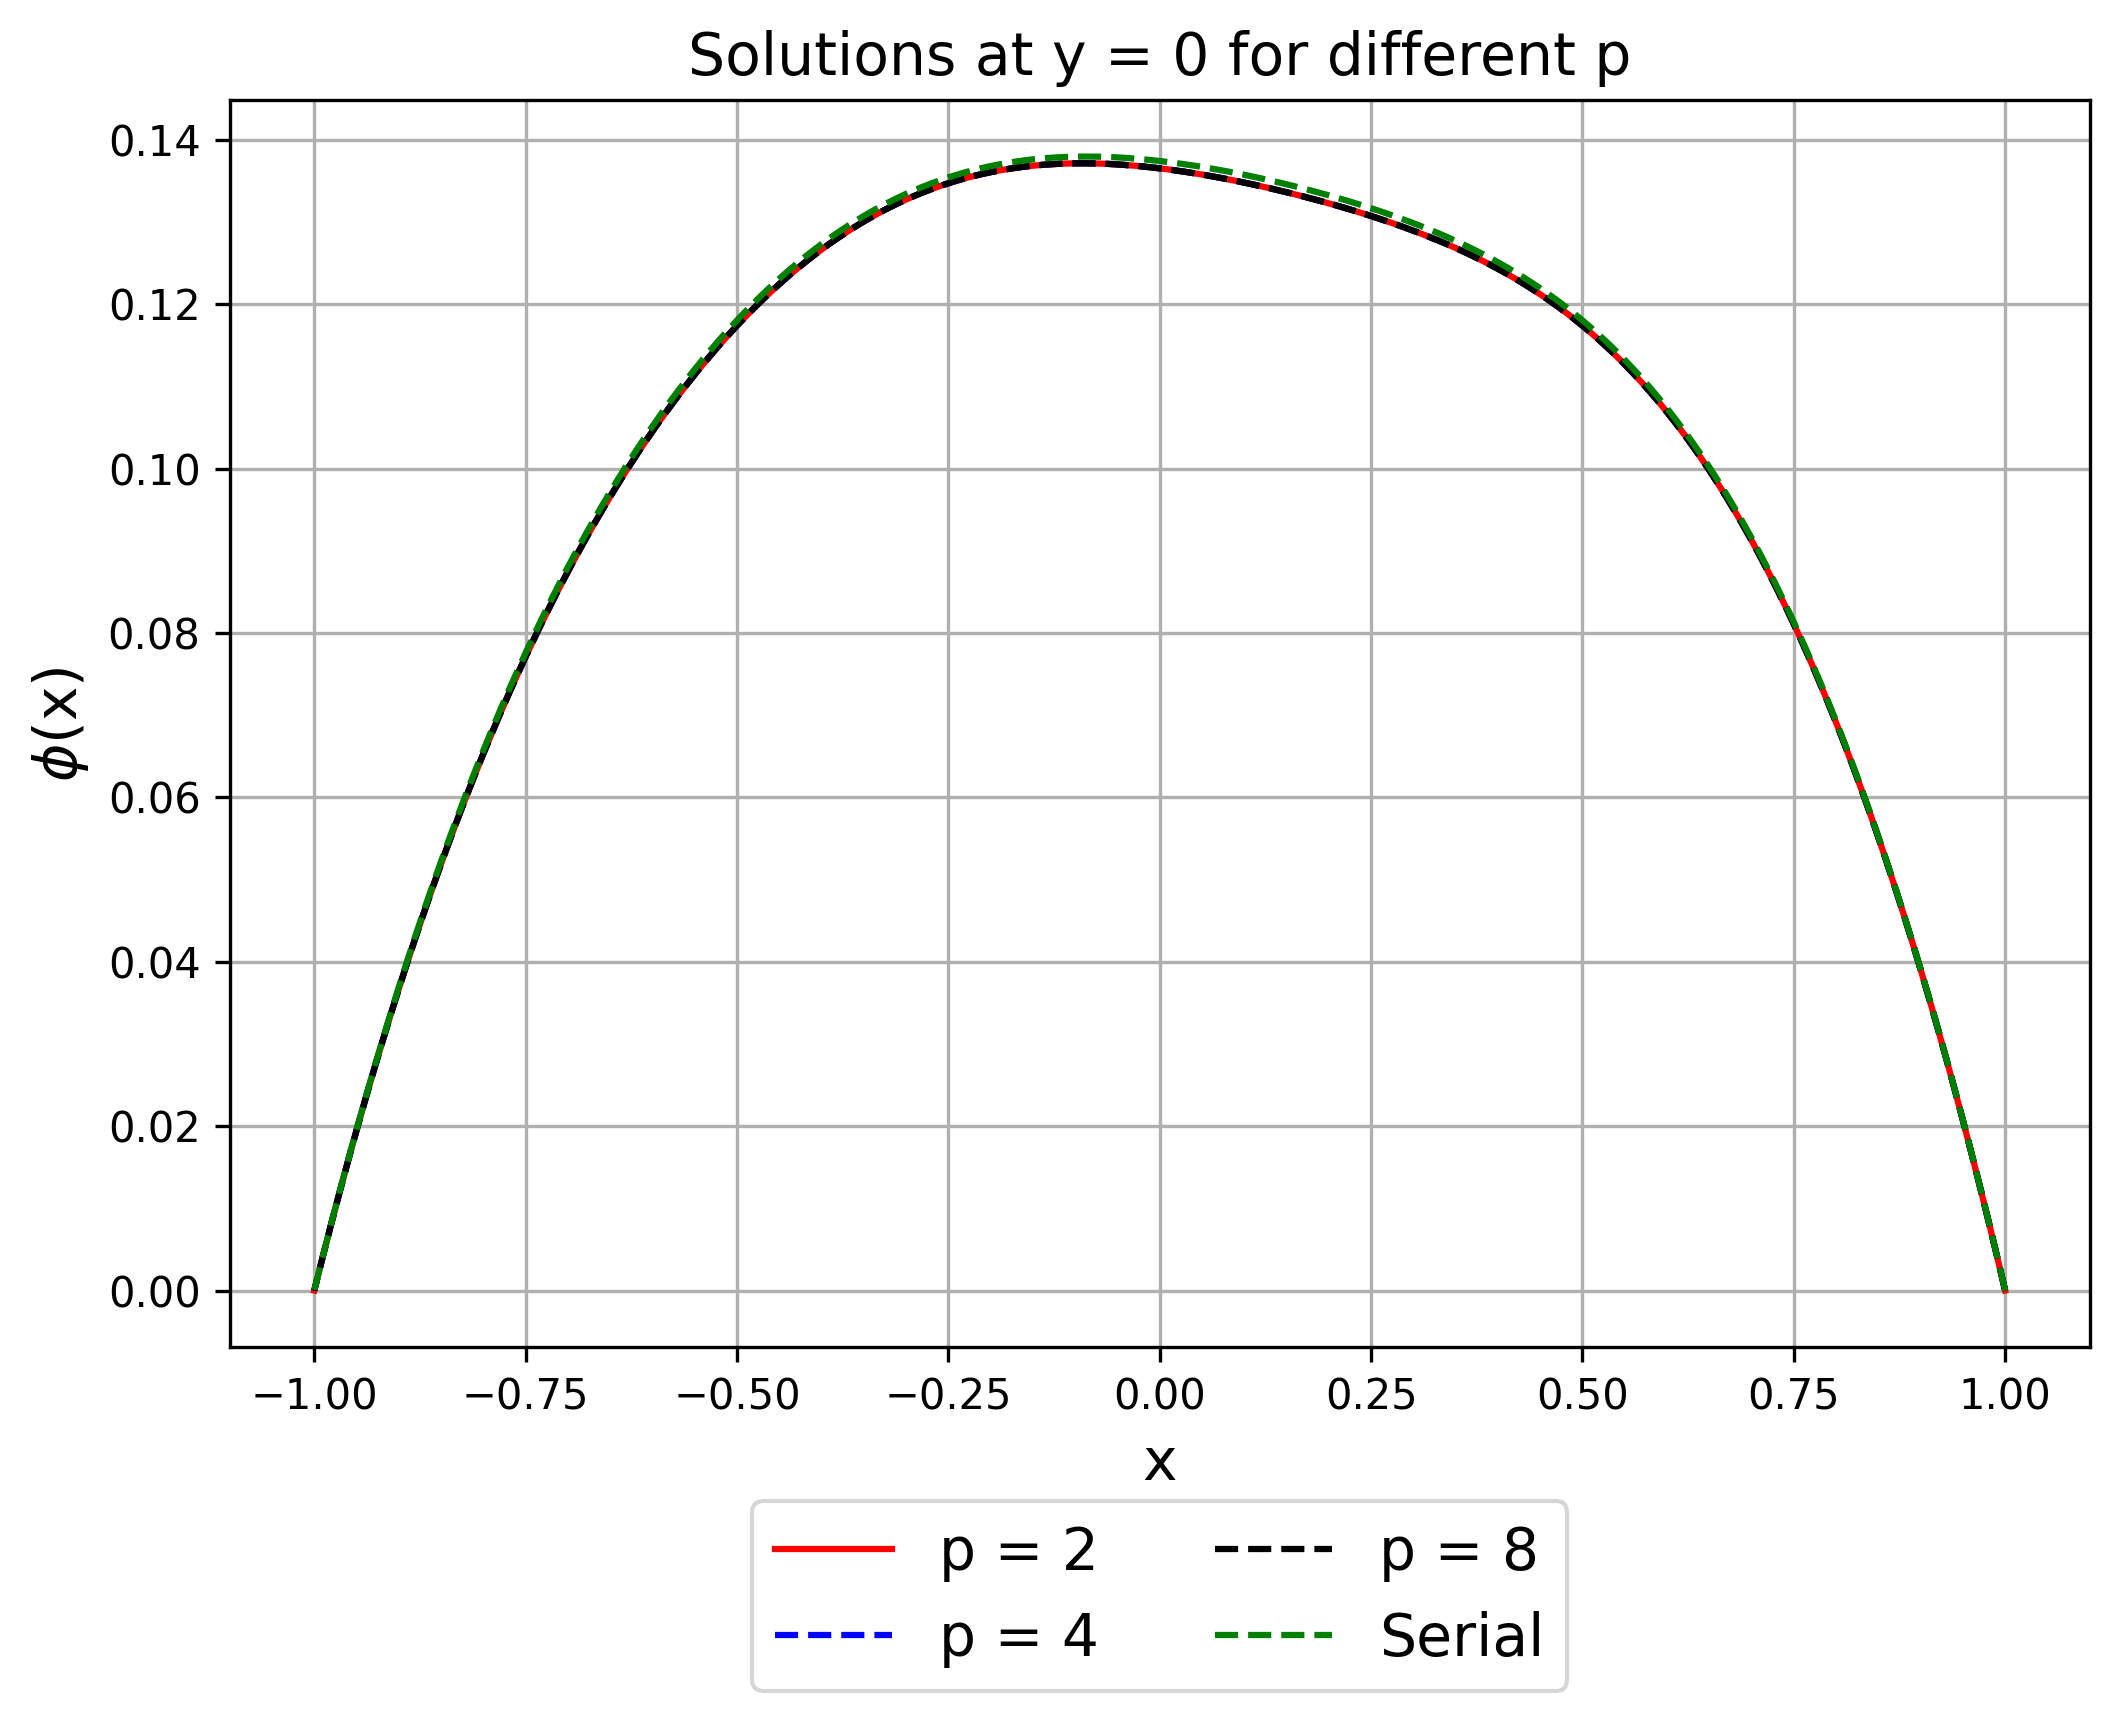 Solutions at y = 0 for different p
0.14
0.12
0.10
0.08
0.06
0.04
0.02
0.00
ϕ(x)
−1.00 −0.75 −0.50 −0.25 0.00 0.25 0.50 0.75 1.00
x
p = 2 p = 8
p = 4 Serial